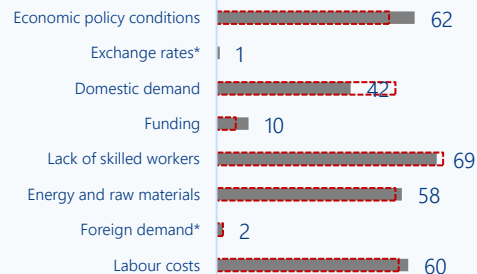 Economic policy conditions 62
Exchange rates* 1
Domestic demand 42
Funding 10
Lack of skilled workers 69
Energy and raw materials 58
Foreign demand* 2
Labour costs 60